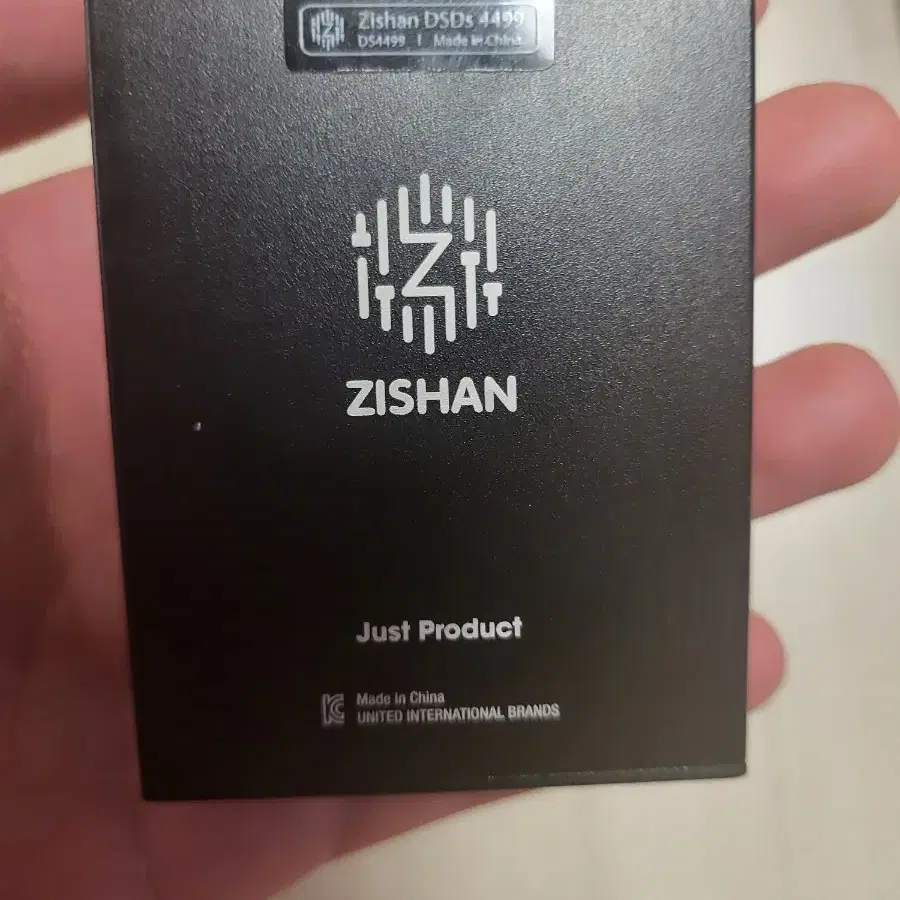 Zishan DSDs 4499
DS4499 | Made in China
Z
ZISHAN
Just Product
Made in China
UNITED INTERNATIONAL BRANDS